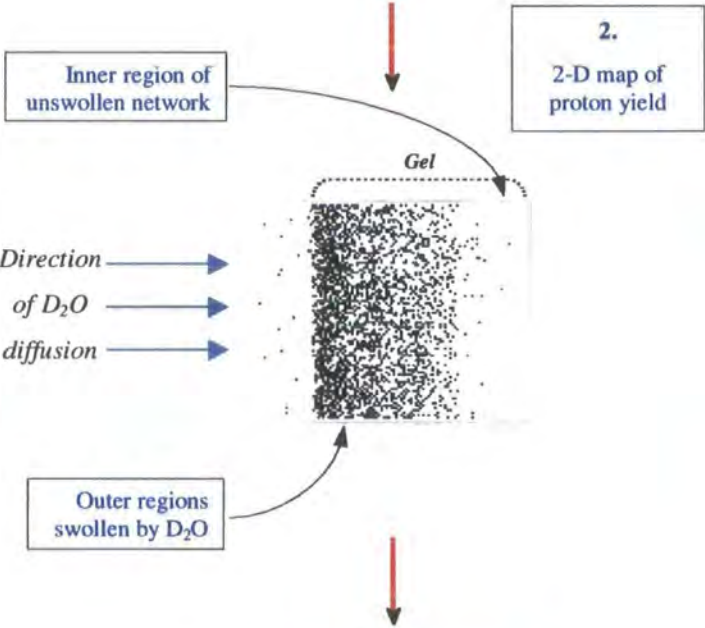 2.
2-D map of
proton yield
Inner region of
unswollen network
Gel
Direction
of D₂O
diffusion
Outer regions
swollen by D₂O